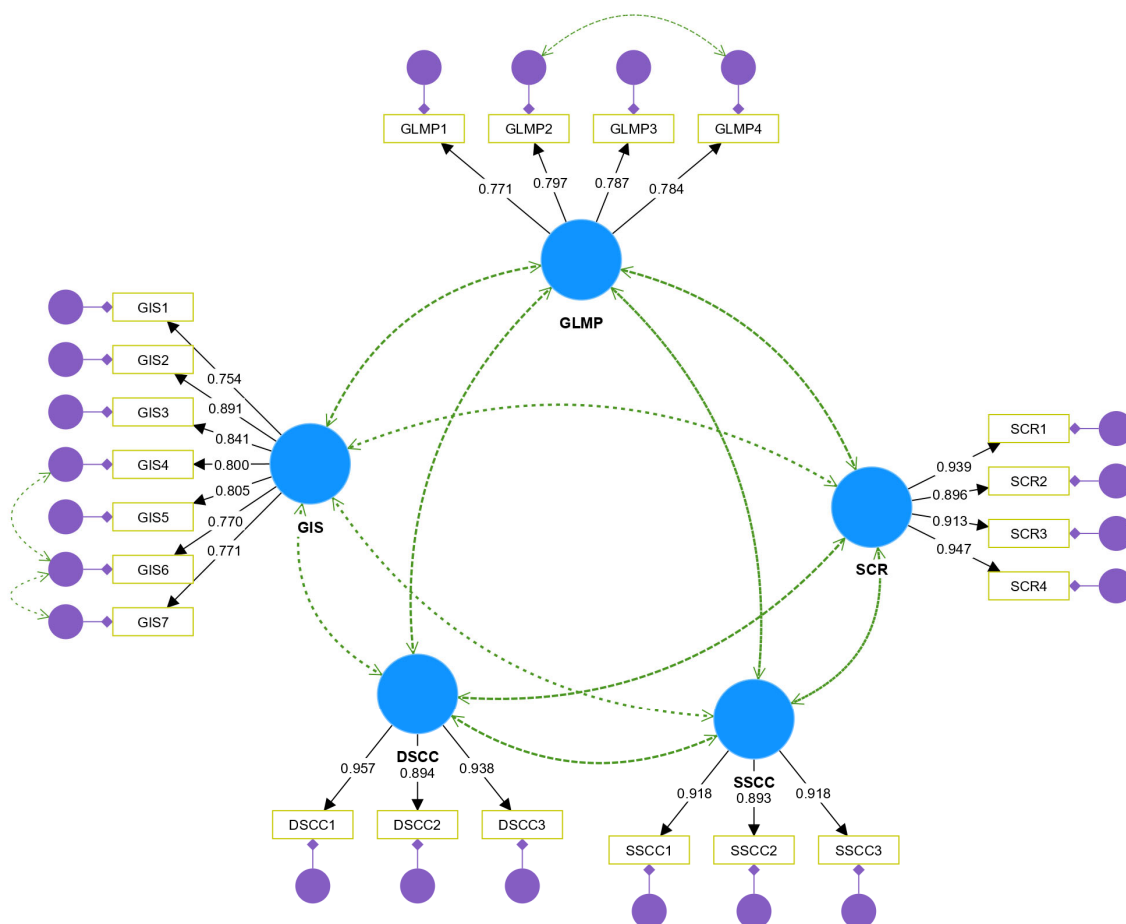 GLMP1
GLMP2
GLMP3
GLMP4
0.771
0.797
0.787
0.784
GLMP
GIS1
GIS2
GIS3
GIS4
GIS5
GIS6
GIS7
0.754
0.891
0.841
0.800
0.805
0.770
0.771
GIS
SCR1
SCR2
SCR3
SCR4
0.939
0.896
0.913
0.947
SCR
DSCC
0.957
0.894
0.938
DSCC1
DSCC2
DSCC3
SSCC
0.918
0.893
0.918
SSCC1
SSCC2
SSCC3